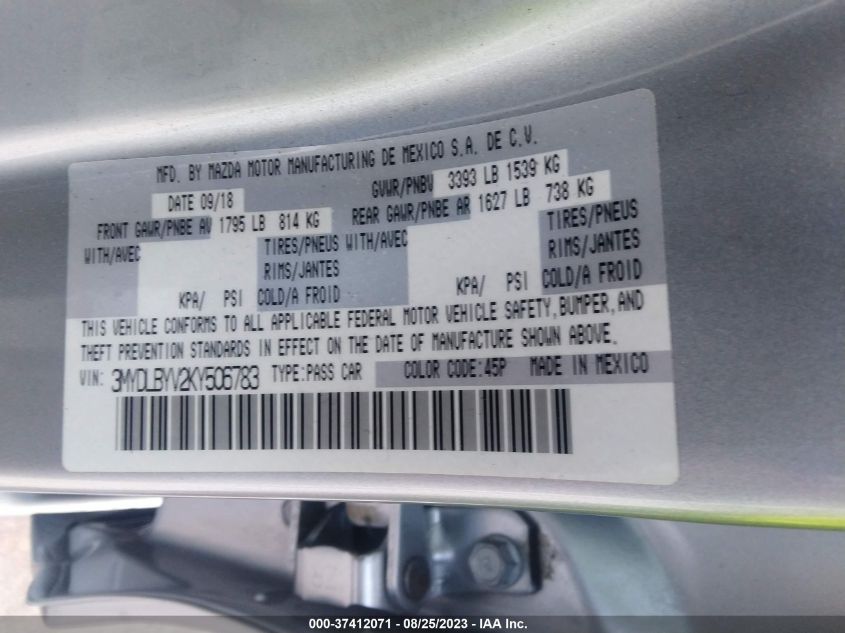 MFD. BY MAZDA MOTOR MANUFACTURING DE MEXICO S.A. DE C.V.
DATE 09/18 GVWR/PNBV 3393 LB 1539 KG
FRONT GAWR/PNBE AV 1795 LB 814 KG REAR GAWR/PNBE AR 1627 LB 738 KG
WITH/AVEC TIRES/PNEUS WITH/AVEC TIRES/PNEUS
RIMS/JANTES RIMS/JANTES
KPA/ PSI COLD/A FROID KPA/ PSI COLD/A FROID
THIS VEHICLE CONFORMS TO ALL APPLICABLE FEDERAL MOTOR VEHICLE SAFETY, BUMPER, AND
THEFT PREVENTION STANDARDS IN EFFECT ON THE DATE OF MANUFACTURE SHOWN ABOVE.
VIN: 3MYDLBYV2KY506783 TYPE:PASS CAR COLOR CODE:45P MADE IN MEXICO
000-37412071 - 08/25/2023 - IAA Inc.